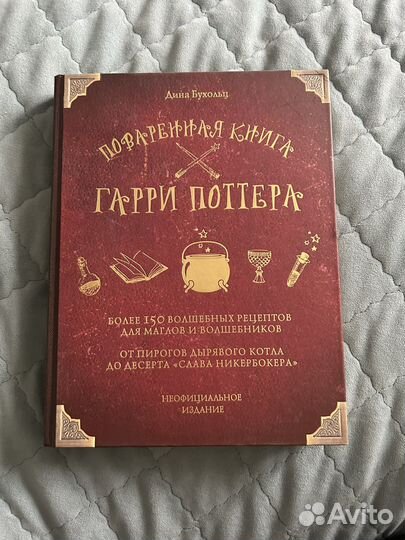 Дина Бухольц
ПОВАРЕННАЯ КНИГА
ГАРРИ ПОТТЕРА
БОЛЕЕ 150 ВОЛШЕБНЫХ РЕЦЕПТОВ
ДЛЯ МАГЛОВ И ВОЛШЕБНИКОВ
ОТ ПИРОГОВ ДЫРЯВОГО КОТЛА
ДО ДЕСЕРТА «СЛАВА НИКЕРБОКЕРА»
НЕОФИЦИАЛЬНОЕ
ИЗДАНИЕ
Avito